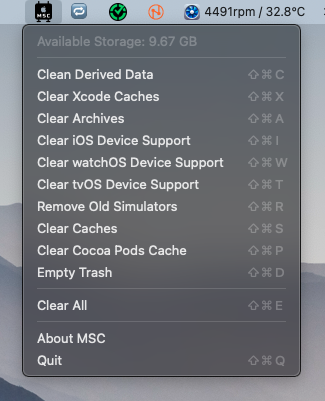 MSC
4491rpm / 32.8°C
Available Storage: 9.67 GB
Clean Derived Data ⇧⌘C
Clear Xcode Caches ⇧⌘X
Clear Archives ⇧⌘A
Clear iOS Device Support ⇧⌘I
Clear watchOS Device Support ⇧⌘W
Clear tvOS Device Support ⇧⌘T
Remove Old Simulators ⇧⌘R
Clear Caches ⇧⌘S
Clear Cocoa Pods Cache ⇧⌘P
Empty Trash ⇧⌘D
Clear All ⇧⌘E
About MSC
Quit ⇧⌘Q